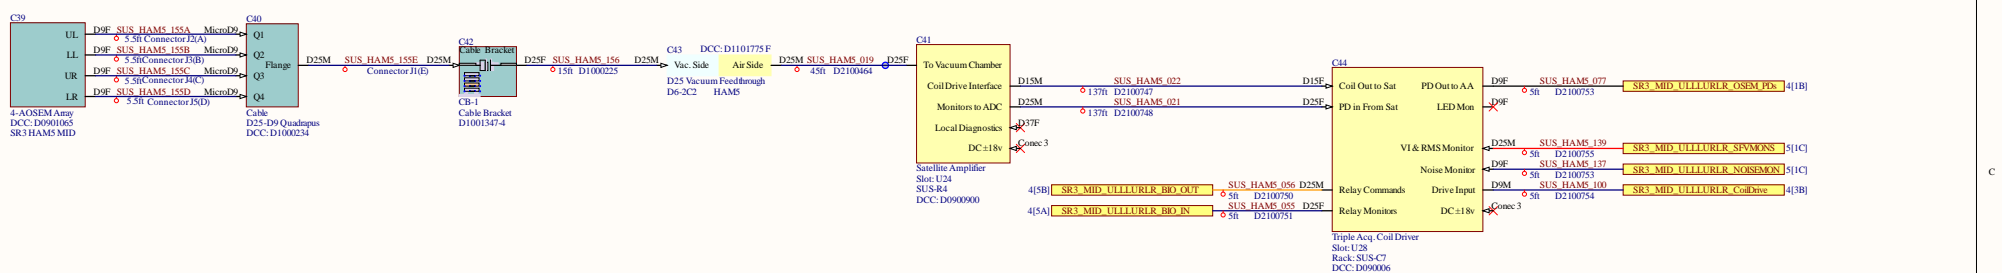 C39
UL
LL
UR
LR
4-AOSEM Array
DCC: D0901065
SR3 HAM5 MID
D9F SUS_HAM5_155A MicroD9
5.5ft Connector J2(A)
D9F SUS_HAM5_155B MicroD9
5.5ft Connector J3(B)
D9F SUS_HAM5_155C MicroD9
5.5ft Connector J4(C)
D9F SUS_HAM5_155D MicroD9
5.5ft Connector J5(D)
C40
Q1
Q2
Flange
Q3
Q4
Cable
D25-D9 Quadrapus
DCC: D1000234
D25M SUS_HAM5_155E D25M
Connector J1(E)
C42
Cable Bracket
CB-1
Cable Bracket
D1001347-4
D25F SUS_HAM5_156 D25M
15ft D1000225
C43 DCC: D1101775 F
Vac. Side Air Side
D25 Vacuum Feedthrough
D6-2C2 HAM5
D25M SUS_HAM5_019 D25F
45ft D2100464
C41
To Vacuum Chamber
Coil Drive Interface
Monitors to ADC
Local Diagnostics
DC±18v
Satellite Amplifier
Slot: U24
SUS-R4
DCC: D0900900
D15M SUS_HAM5_022 D15F
137ft D2100747
D25M SUS_HAM5_021 D25F
137ft D2100748
D37F
Conec 3
4[5B] SR3_MID_ULLLURLR_BIO_OUT SUS_HAM5_056 D25M
5ft D2100750
4[5A] SR3_MID_ULLLURLR_BIO_IN SUS_HAM5_055 D25F
5ft D2100751
C44
Coil Out to Sat PD Out to AA
PD in From Sat LED Mon
VI & RMS Monitor
Noise Monitor
Relay Commands Drive Input
Relay Monitors DC±18v
Triple Acq. Coil Driver
Slot: U28
Rack: SUS-C7
DCC: D090006
D9F SUS_HAM5_077 SR3_MID_ULLLURLR_OSEM_PDs 4[1B]
5ft D2100753
D9F
D25M SUS_HAM5_139 SR3_MID_ULLLURLR_SFVMONS 5[1C]
5ft D2100755
D9F SUS_HAM5_137 SR3_MID_ULLLURLR_NOISEMON 5[1C]
5ft D2100753
D9M SUS_HAM5_100 SR3_MID_ULLLURLR_CoilDrive 4[3B]
5ft D2100754
Conec 3
C